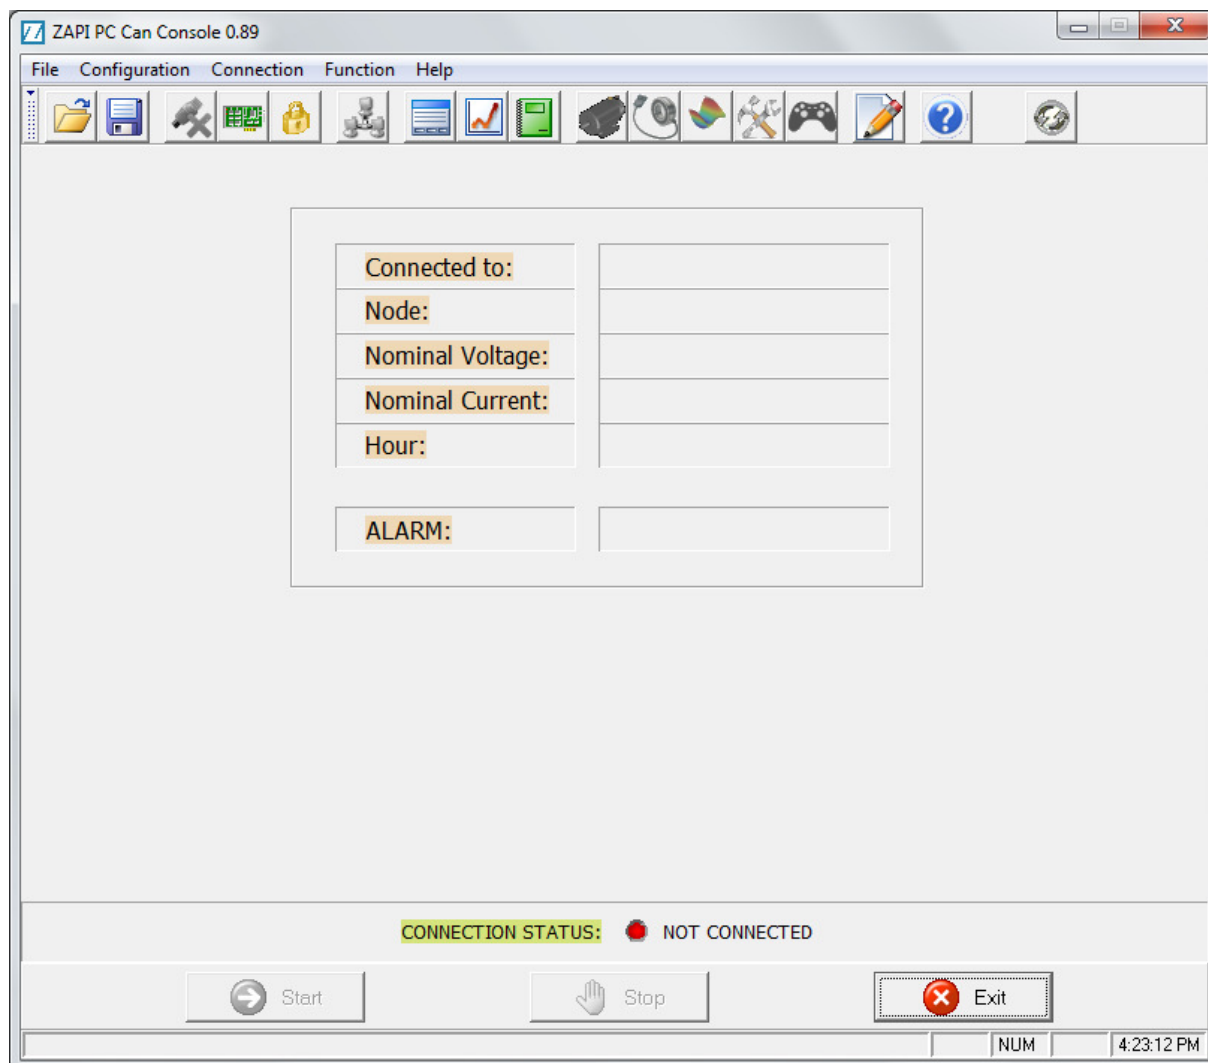 ZAPI PC Can Console 0.89
File Configuration Connection Function Help
Connected to:
Node:
Nominal Voltage:
Nominal Current:
Hour:
ALARM:
CONNECTION STATUS: NOT CONNECTED
Start Stop Exit
NUM 4:23:12 PM